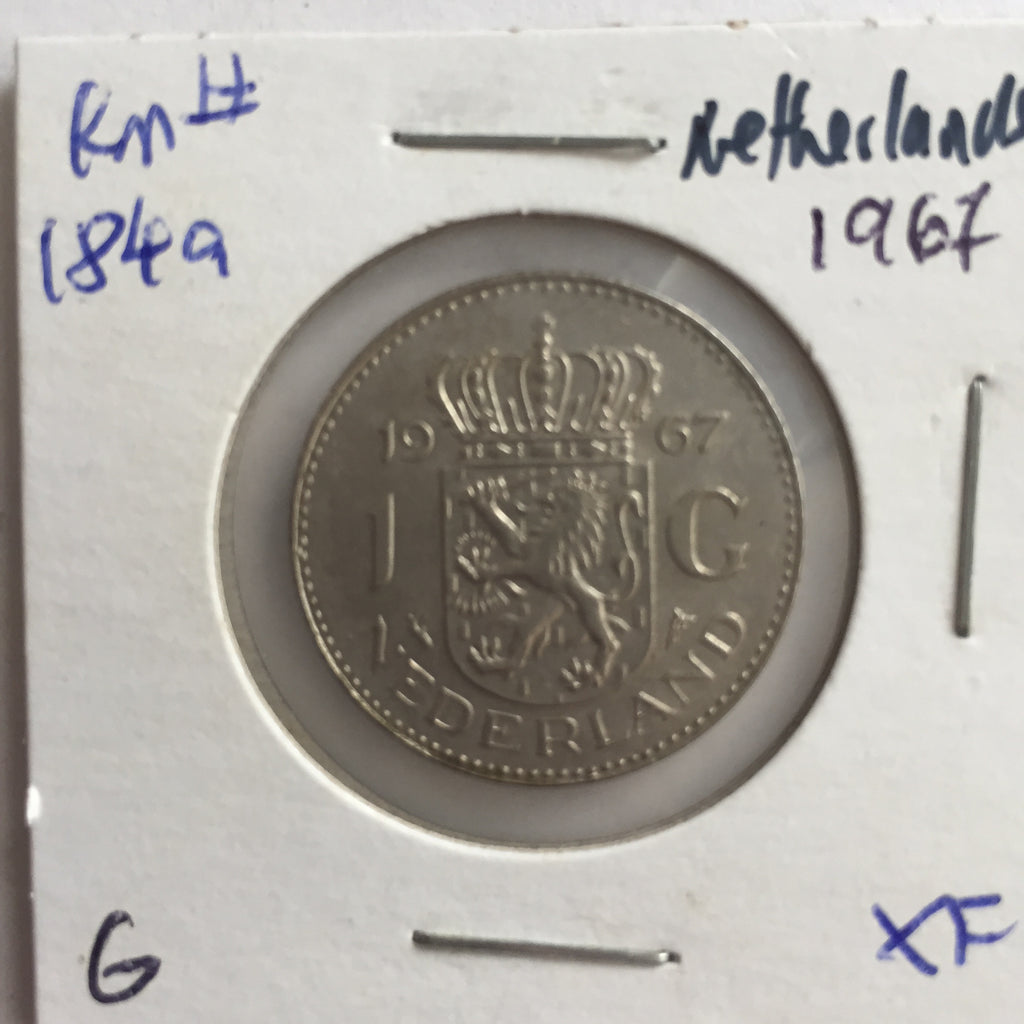 Km #
184a
Netherlands
1967
19 67
1 G
NEDERLAND
G
XF